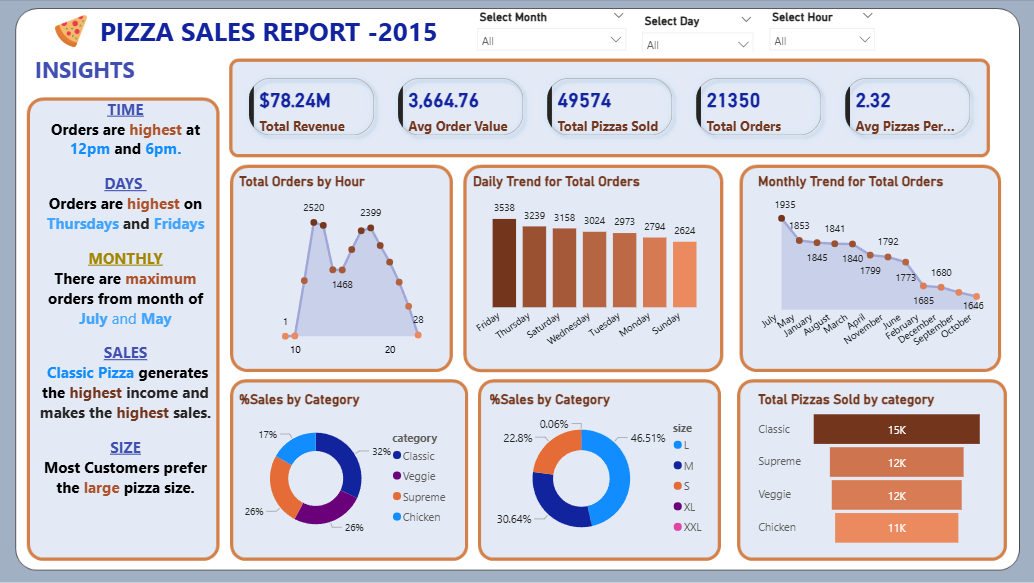 PIZZA SALES REPORT -2015
Select Month
All
Select Day
All
Select Hour
All
INSIGHTS
TIME
Orders are highest at
12pm and 6pm.
DAYS
Orders are highest on
Thursdays and Fridays
MONTHLY
There are maximum
orders from month of
July and May
SALES
Classic Pizza generates
the highest income and
makes the highest sales.
SIZE
Most Customers prefer
the large pizza size.
$78.24M
Total Revenue
3,664.76
Avg Order Value
49574
Total Pizzas Sold
21350
Total Orders
2.32
Avg Pizzas Per...
Total Orders by Hour
2520
2399
1468
1
28
10
20
Daily Trend for Total Orders
3538
3239
3158
3024
2973
2794
2624
Friday
Thursday
Saturday
Wednesday
Tuesday
Monday
Sunday
Monthly Trend for Total Orders
1935
1853
1845
1841
1840
1799
1792
1773
1685
1680
1646
July
May
January
August
March
April
November
June
February
December
September
October
%Sales by Category
17%
32%
26%
26%
category
Classic
Veggie
Supreme
Chicken
%Sales by Category
0.06%
22.8%
46.51%
30.64%
size
L
M
S
XL
XXL
Total Pizzas Sold by category
Classic
15K
Supreme
12K
Veggie
12K
Chicken
11K